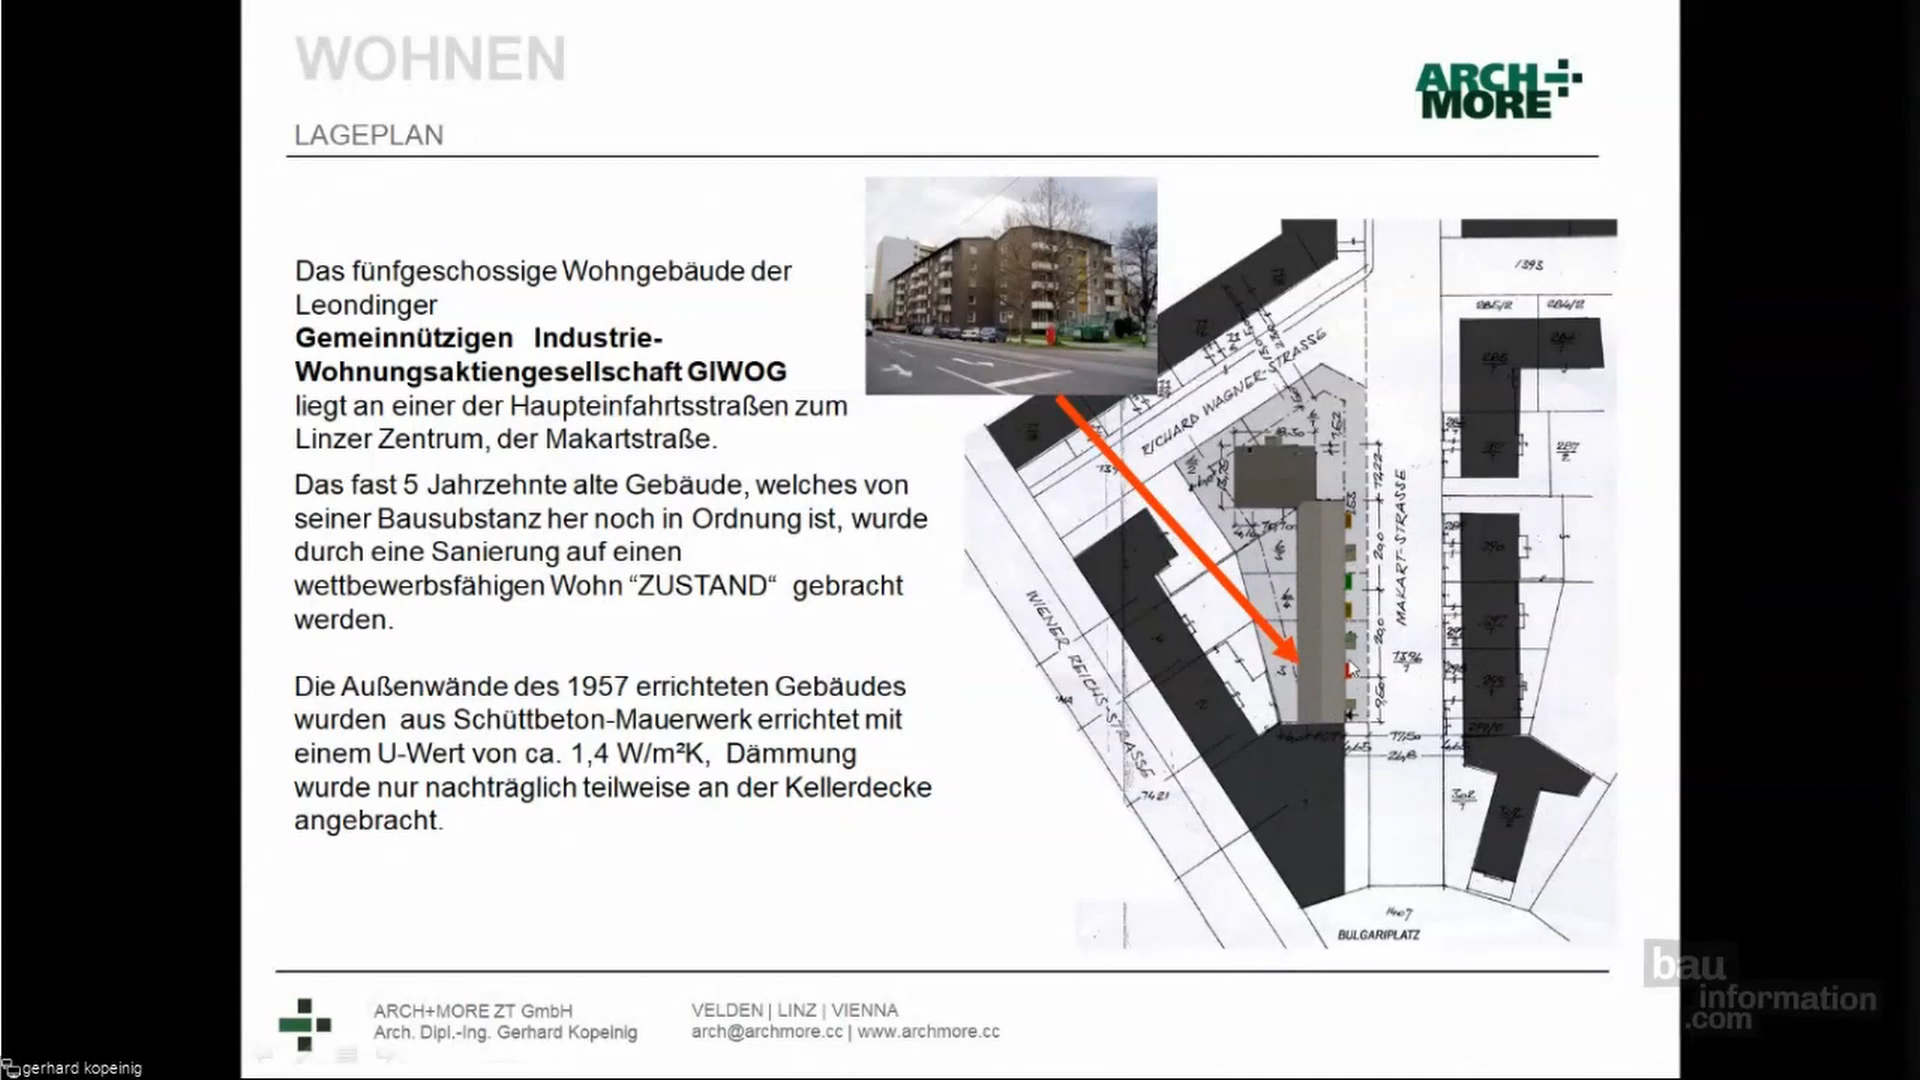 WOHNEN
LAGEPLAN
ARCH
MORE
Das fünfgeschossige Wohngebäude der
Leondinger
Gemeinnützigen Industrie-
Wohnungsaktiengesellschaft GIWOG
liegt an einer der Haupteinfahrtsstraßen zum
Linzer Zentrum, der Makartstraße.
Das fast 5 Jahrzehnte alte Gebäude, welches von
seiner Bausubstanz her noch in Ordnung ist, wurde
durch eine Sanierung auf einen
wettbewerbsfähigen Wohn “ZUSTAND“ gebracht
werden.
Die Außenwände des 1957 errichteten Gebäudes
wurden aus Schüttbeton-Mauerwerk errichtet mit
einem U-Wert von ca. 1,4 W/m²K, Dämmung
wurde nur nachträglich teilweise an der Kellerdecke
angebracht.
1393
RICHARD WAGNER-STRASSE
MAKART-STRASSE
WIENER REICHS-STRASSE
7421
1407
BULGARIPLATZ
ARCH+MORE ZT GmbH
Arch. Dipl.-Ing. Gerhard Kopeinig
VELDEN | LINZ | VIENNA
arch@archmore.cc | www.archmore.cc
bau
information
.com
gerhard kopeinig